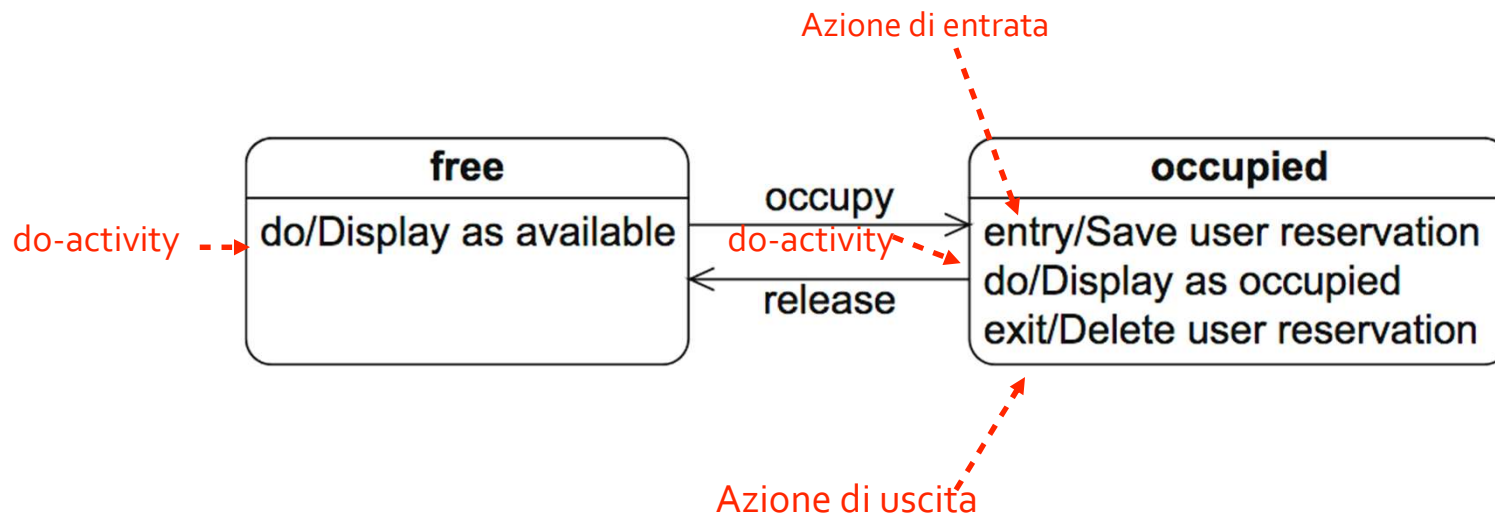 Azione di entrata
free
occupied
occupy
do-activity
do/Display as available
do-activity
entry/Save user reservation
do/Display as occupied
release
exit/Delete user reservation
Azione di uscita